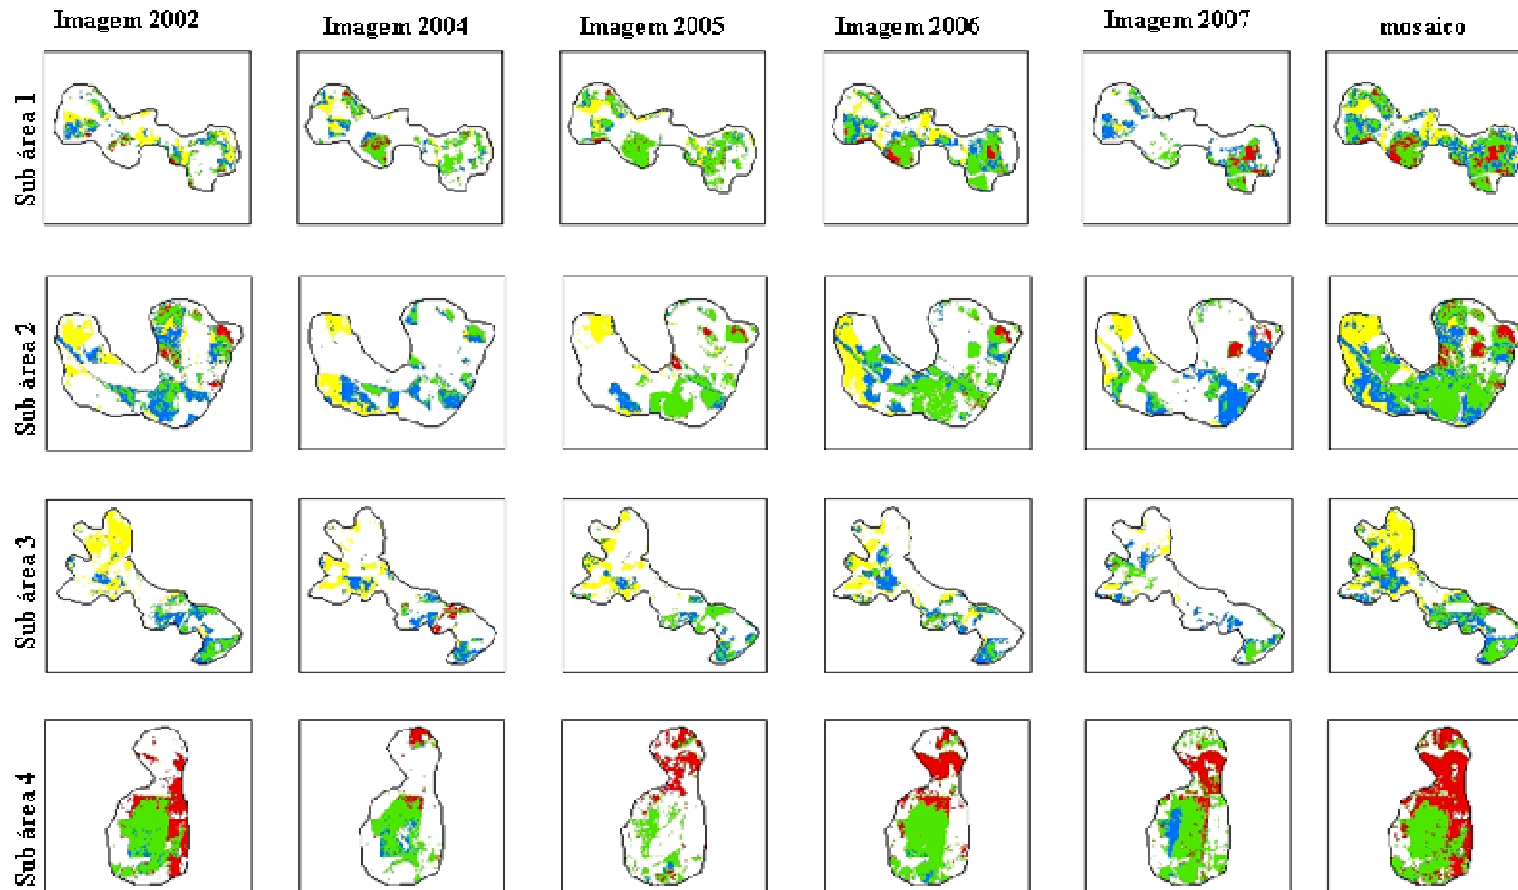 Imagem 2002
Imagem 2004
Imagem 2005
Imagem 2006
Imagem 2007
mosaico
Sub área 1
Sub área 2
Sub área 3
Sub área 4